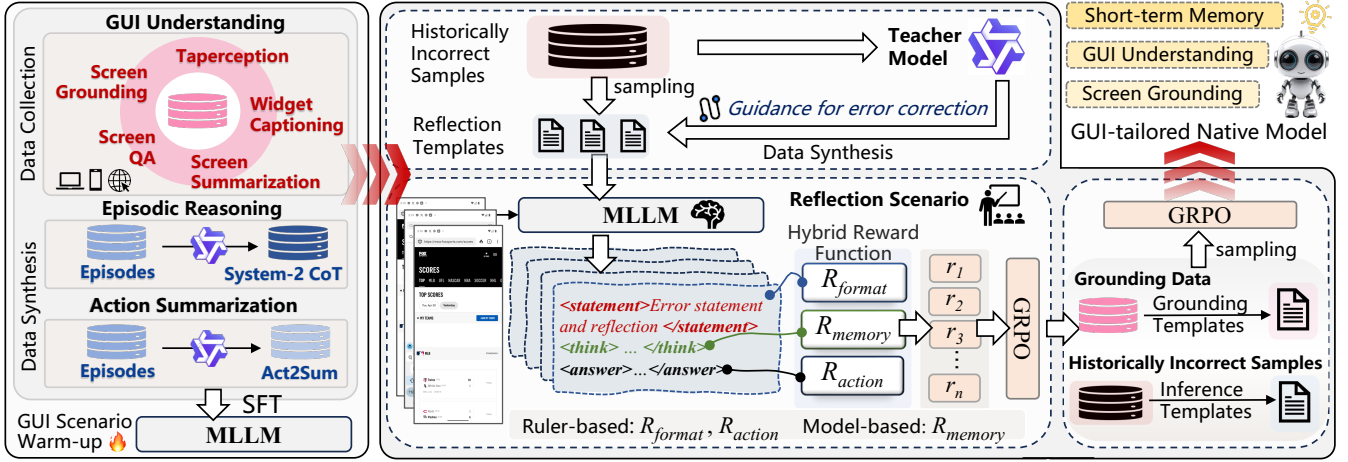 GUI Understanding
Data Collection
Taperception
Screen
Grounding
Widget
Captioning
Screen
QA
Screen
Summarization
Data Synthesis
Episodic Reasoning
Episodes
System-2 CoT
Action Summarization
Episodes
Act2Sum
SFT
GUI Scenario
Warm-up
MLLM
Historically
Incorrect
Samples
Teacher
Model
sampling
Guidance for error correction
Reflection
Templates
Data Synthesis
MLLM
Reflection Scenario
SCORES
TOP SCORES
Hybrid Reward
Function
<statement>Error statement
and reflection </statement>
<think> ... </think>
<answer>...</answer>
R_format
R_memory
R_action
r_1
r_2
r_3
⋮
r_n
GRPO
Ruler-based: R_format, R_action Model-based: R_memory
Short-term Memory
GUI Understanding
Screen Grounding
GUI-tailored Native Model
GRPO
sampling
Grounding Data
Grounding
Templates
Historically Incorrect Samples
Inference
Templates